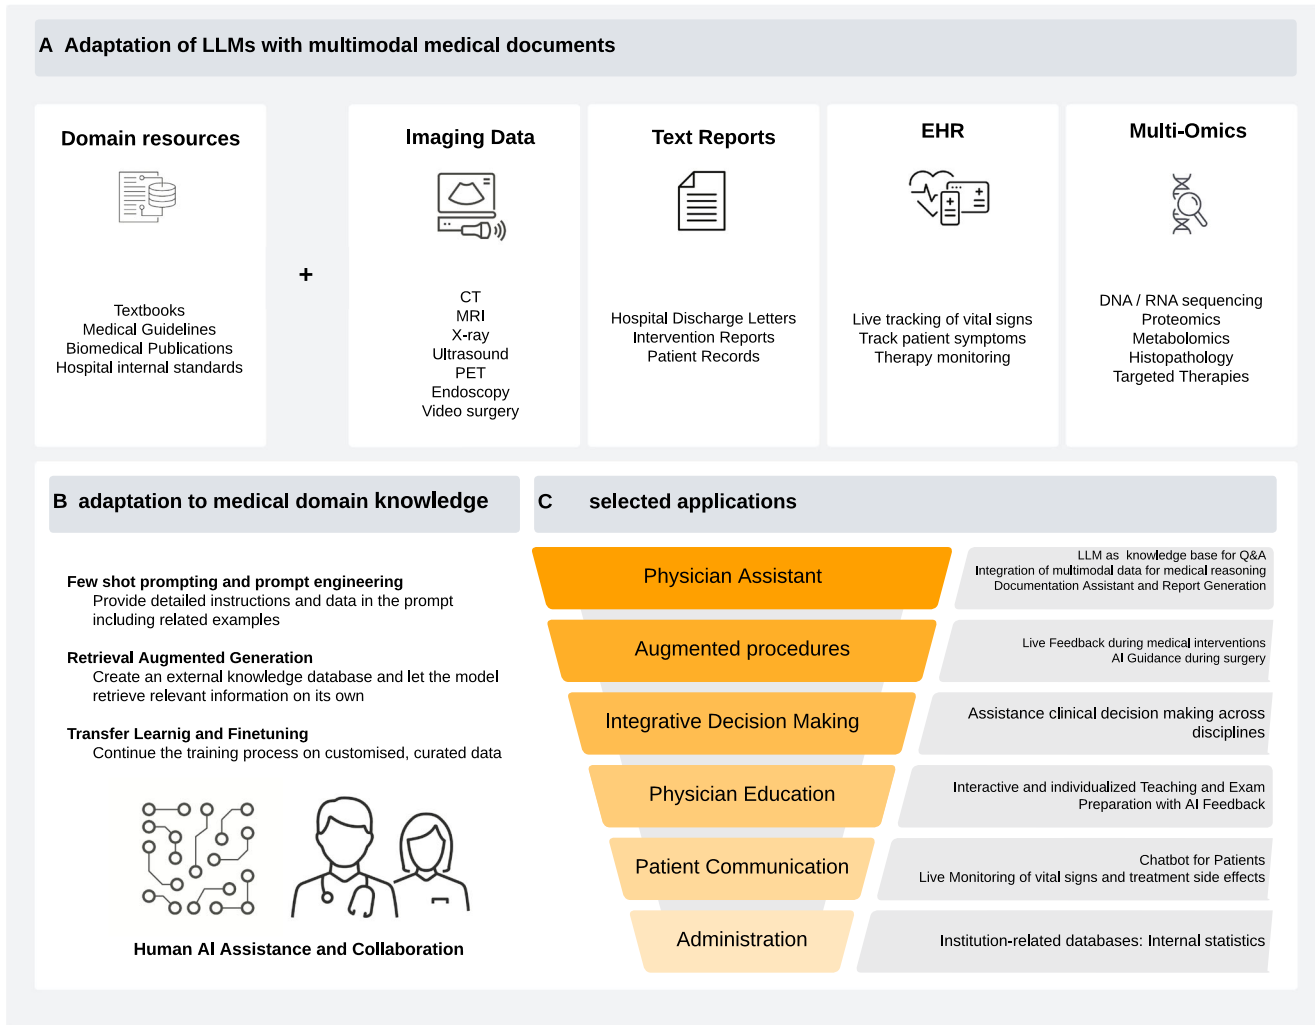 A Adaptation of LLMs with multimodal medical documents
Domain resources
Textbooks
Medical Guidelines
Biomedical Publications
Hospital internal standards
+
Imaging Data
CT
MRI
X-ray
Ultrasound
PET
Endoscopy
Video surgery
Text Reports
Hospital Discharge Letters
Intervention Reports
Patient Records
EHR
Live tracking of vital signs
Track patient symptoms
Therapy monitoring
Multi-Omics
DNA / RNA sequencing
Proteomics
Metabolomics
Histopathology
Targeted Therapies
B adaptation to medical domain knowledge
Few shot prompting and prompt engineering
Provide detailed instructions and data in the prompt
including related examples
Retrieval Augmented Generation
Create an external knowledge database and let the model
retrieve relevant information on its own
Transfer Learnig and Finetuning
Continue the training process on customised, curated data
Human AI Assistance and Collaboration
C selected applications
Physician Assistant
LLM as knowledge base for Q&A
Integration of multimodal data for medical reasoning
Documentation Assistant and Report Generation
Augmented procedures
Live Feedback during medical interventions
AI Guidance during surgery
Integrative Decision Making
Assistance clinical decision making across
disciplines
Physician Education
Interactive and individualized Teaching and Exam
Preparation with AI Feedback
Patient Communication
Chatbot for Patients
Live Monitoring of vital signs and treatment side effects
Administration
Institution-related databases: Internal statistics